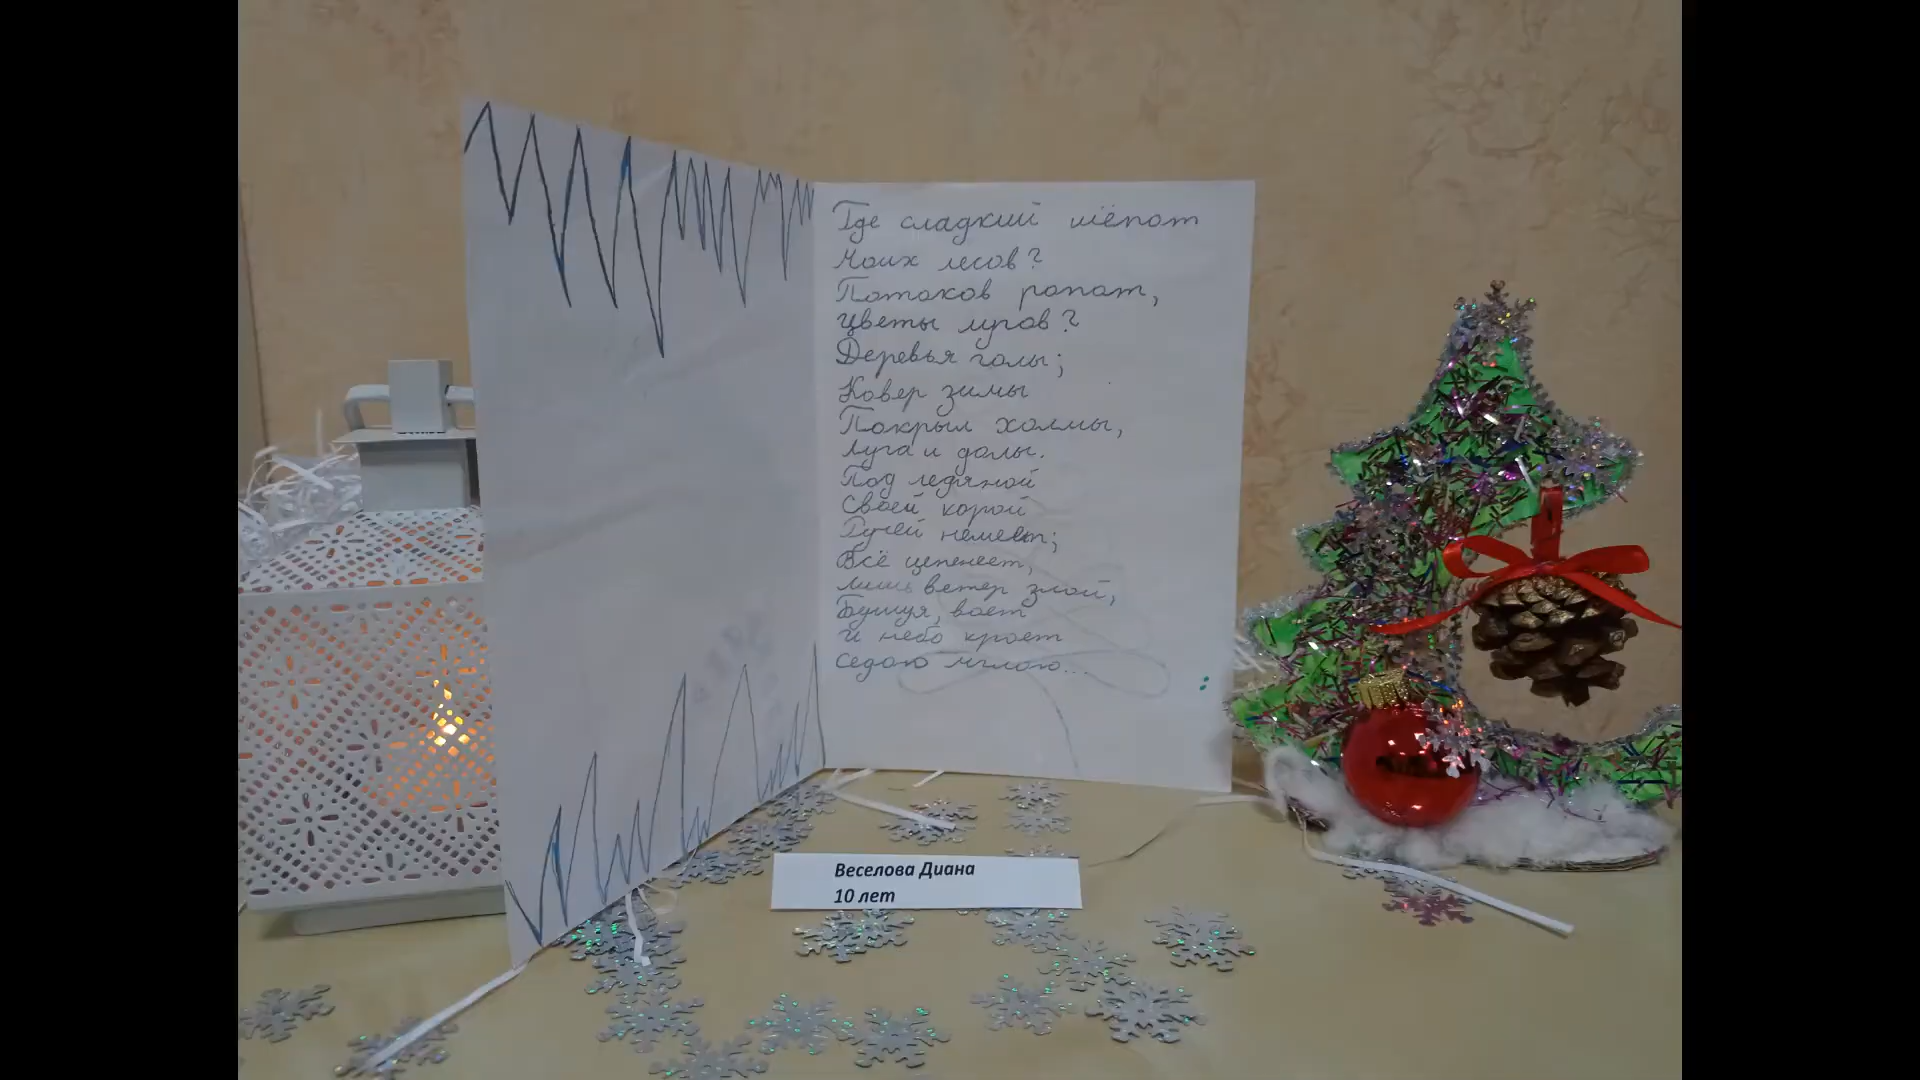 Где сладкий шёпот
Моих лесов?
Потоков ропот,
Цветы лугов?
Деревья голы;
Ковер зимы
Покрыл холмы,
Луга и долы.
Под ледяной
Своей корой
Ручей немеет;
Всё цепенеет,
Лишь ветер злой,
Бушуя, воет
И небо кроет
Седою мглою...
Веселова Диана
10 лет